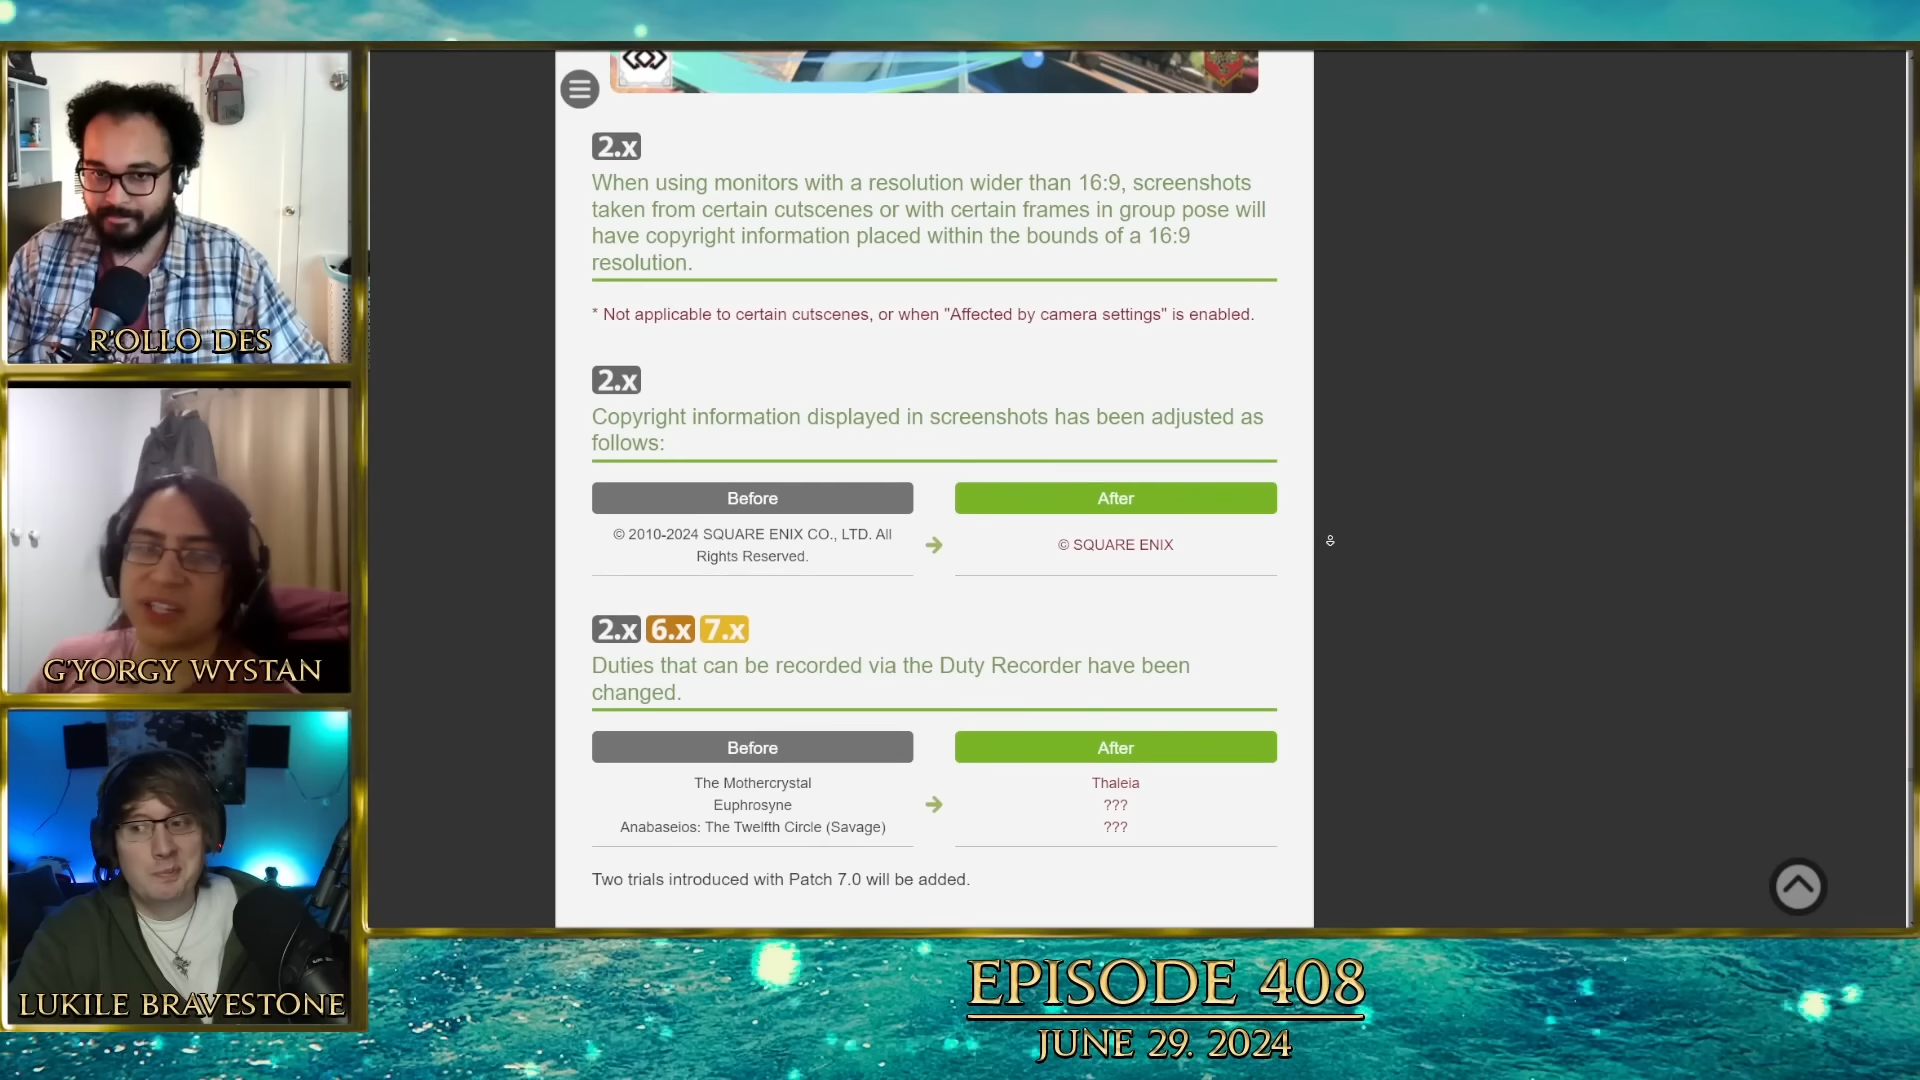 R'OLLO DES
G'YORGY WYSTAN
LUKILE BRAVESTONE
2.x
When using monitors with a resolution wider than 16:9, screenshots
taken from certain cutscenes or with certain frames in group pose will
have copyright information placed within the bounds of a 16:9
resolution.
* Not applicable to certain cutscenes, or when "Affected by camera settings" is enabled.
2.x
Copyright information displayed in screenshots has been adjusted as
follows:
Before
After
© 2010-2024 SQUARE ENIX CO., LTD. All
Rights Reserved.
© SQUARE ENIX
2.x 6.x 7.x
Duties that can be recorded via the Duty Recorder have been
changed.
Before
After
The Mothercrystal
Euphrosyne
Anabaseios: The Twelfth Circle (Savage)
Thaleia
???
???
Two trials introduced with Patch 7.0 will be added.
EPISODE 408
JUNE 29. 2024